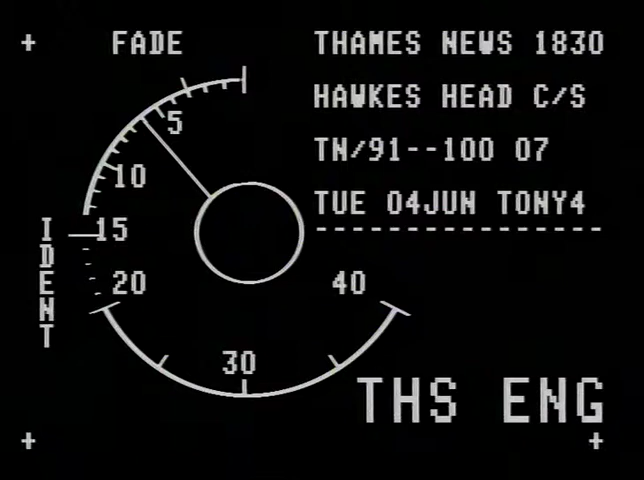 FADE
THAMES NEWS 1830
HAWKES HEAD C/S
TN/91--100 07
TUE 04JUN TONY4
----------------
5
10
15
20
30
40
IDENT
THS ENG